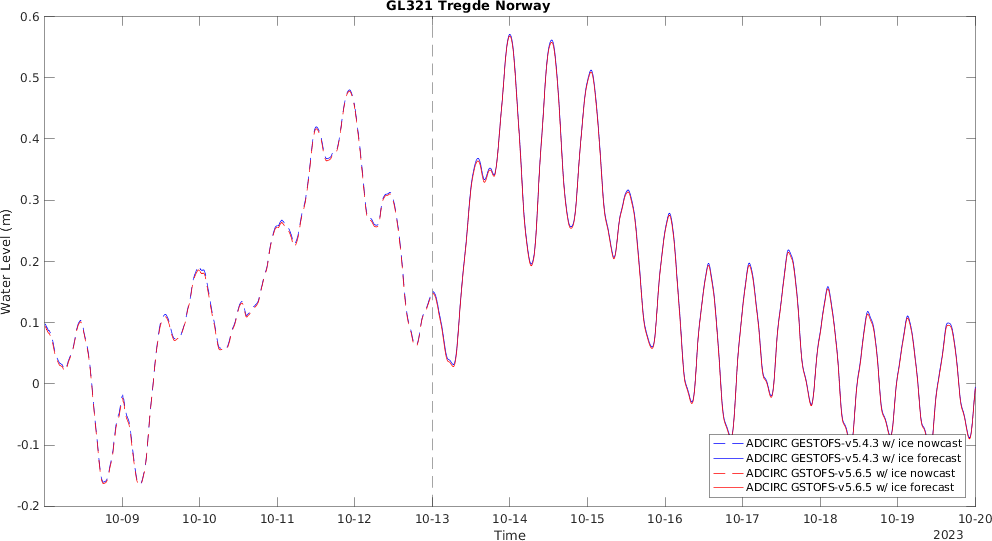 GL321 Tregde Norway
0.6
0.5
0.4
0.3
0.2
0.1
0
-0.1
-0.2
Water Level (m)
ADCIRC GESTOFS-v5.4.3 w/ ice nowcast
ADCIRC GESTOFS-v5.4.3 w/ ice forecast
ADCIRC GSTOFS-v5.6.5 w/ ice nowcast
ADCIRC GSTOFS-v5.6.5 w/ ice forecast
10-09 10-10 10-11 10-12 10-13 10-14 10-15 10-16 10-17 10-18 10-19 10-20
Time
2023